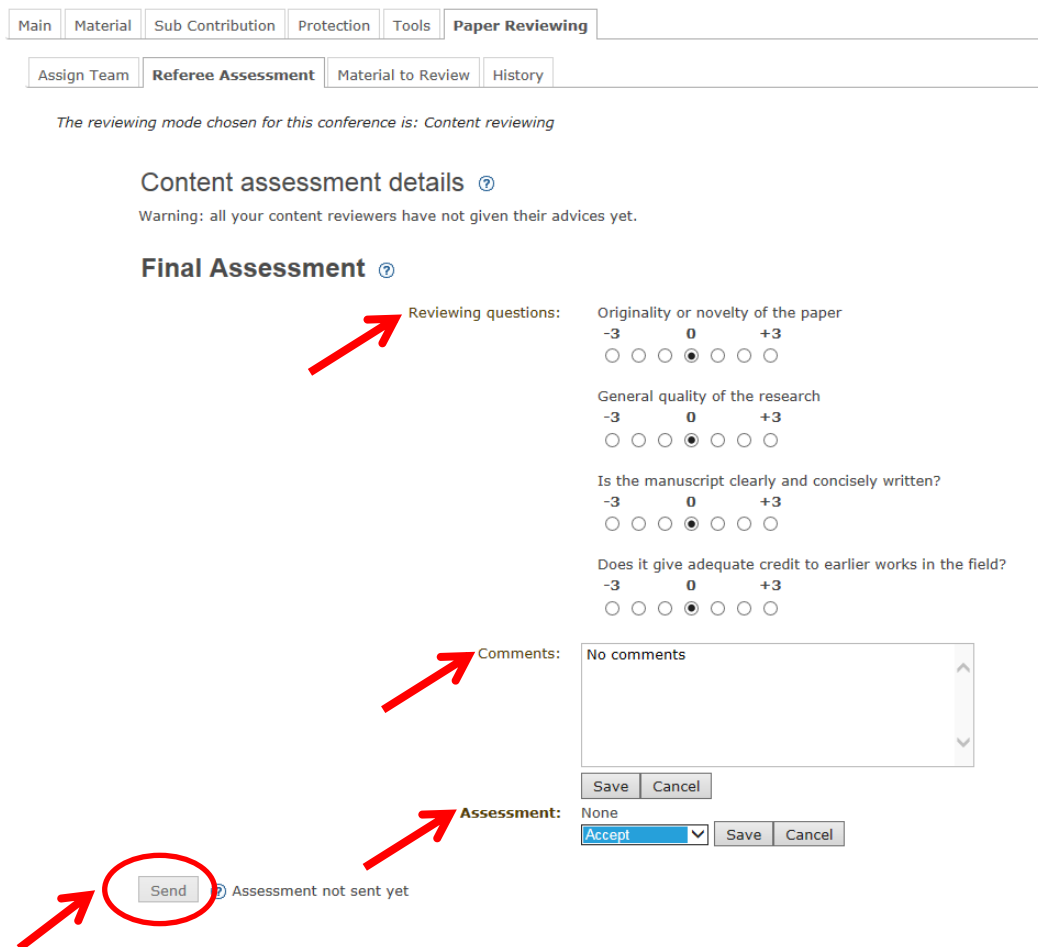 Main Material Sub Contribution Protection Tools Paper Reviewing
Assign Team Referee Assessment Material to Review History
The reviewing mode chosen for this conference is: Content reviewing
Content assessment details ?
Warning: all your content reviewers have not given their advices yet.
Final Assessment ?
Reviewing questions: Originality or novelty of the paper
-3 0 +3
General quality of the research
-3 0 +3
Is the manuscript clearly and concisely written?
-3 0 +3
Does it give adequate credit to earlier works in the field?
-3 0 +3
Comments: No comments
Save Cancel
Assessment: None
Accept Save Cancel
Send ? Assessment not sent yet